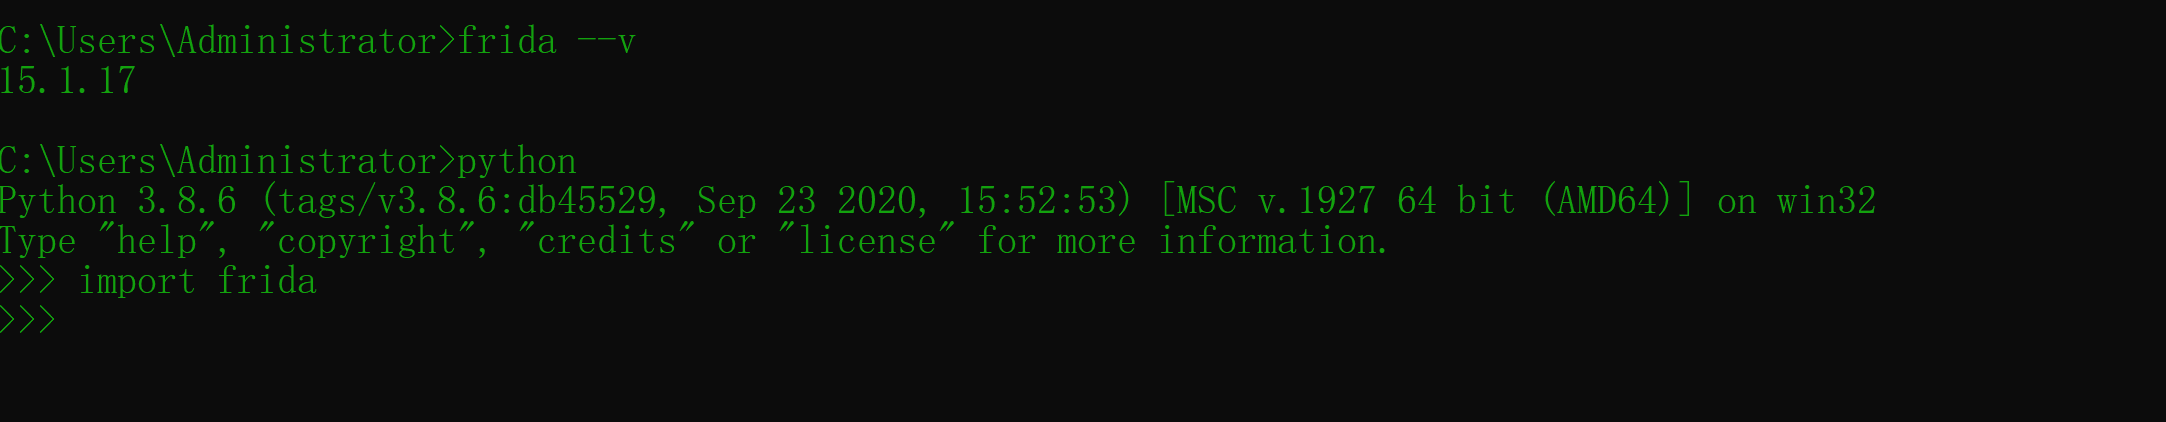 C:\Users\Administrator>frida --v
15.1.17
C:\Users\Administrator>python
Python 3.8.6 (tags/v3.8.6:db45529, Sep 23 2020, 15:52:53) [MSC v.1927 64 bit (AMD64)] on win32
Type "help", "copyright", "credits" or "license" for more information.
>>> import frida
>>>